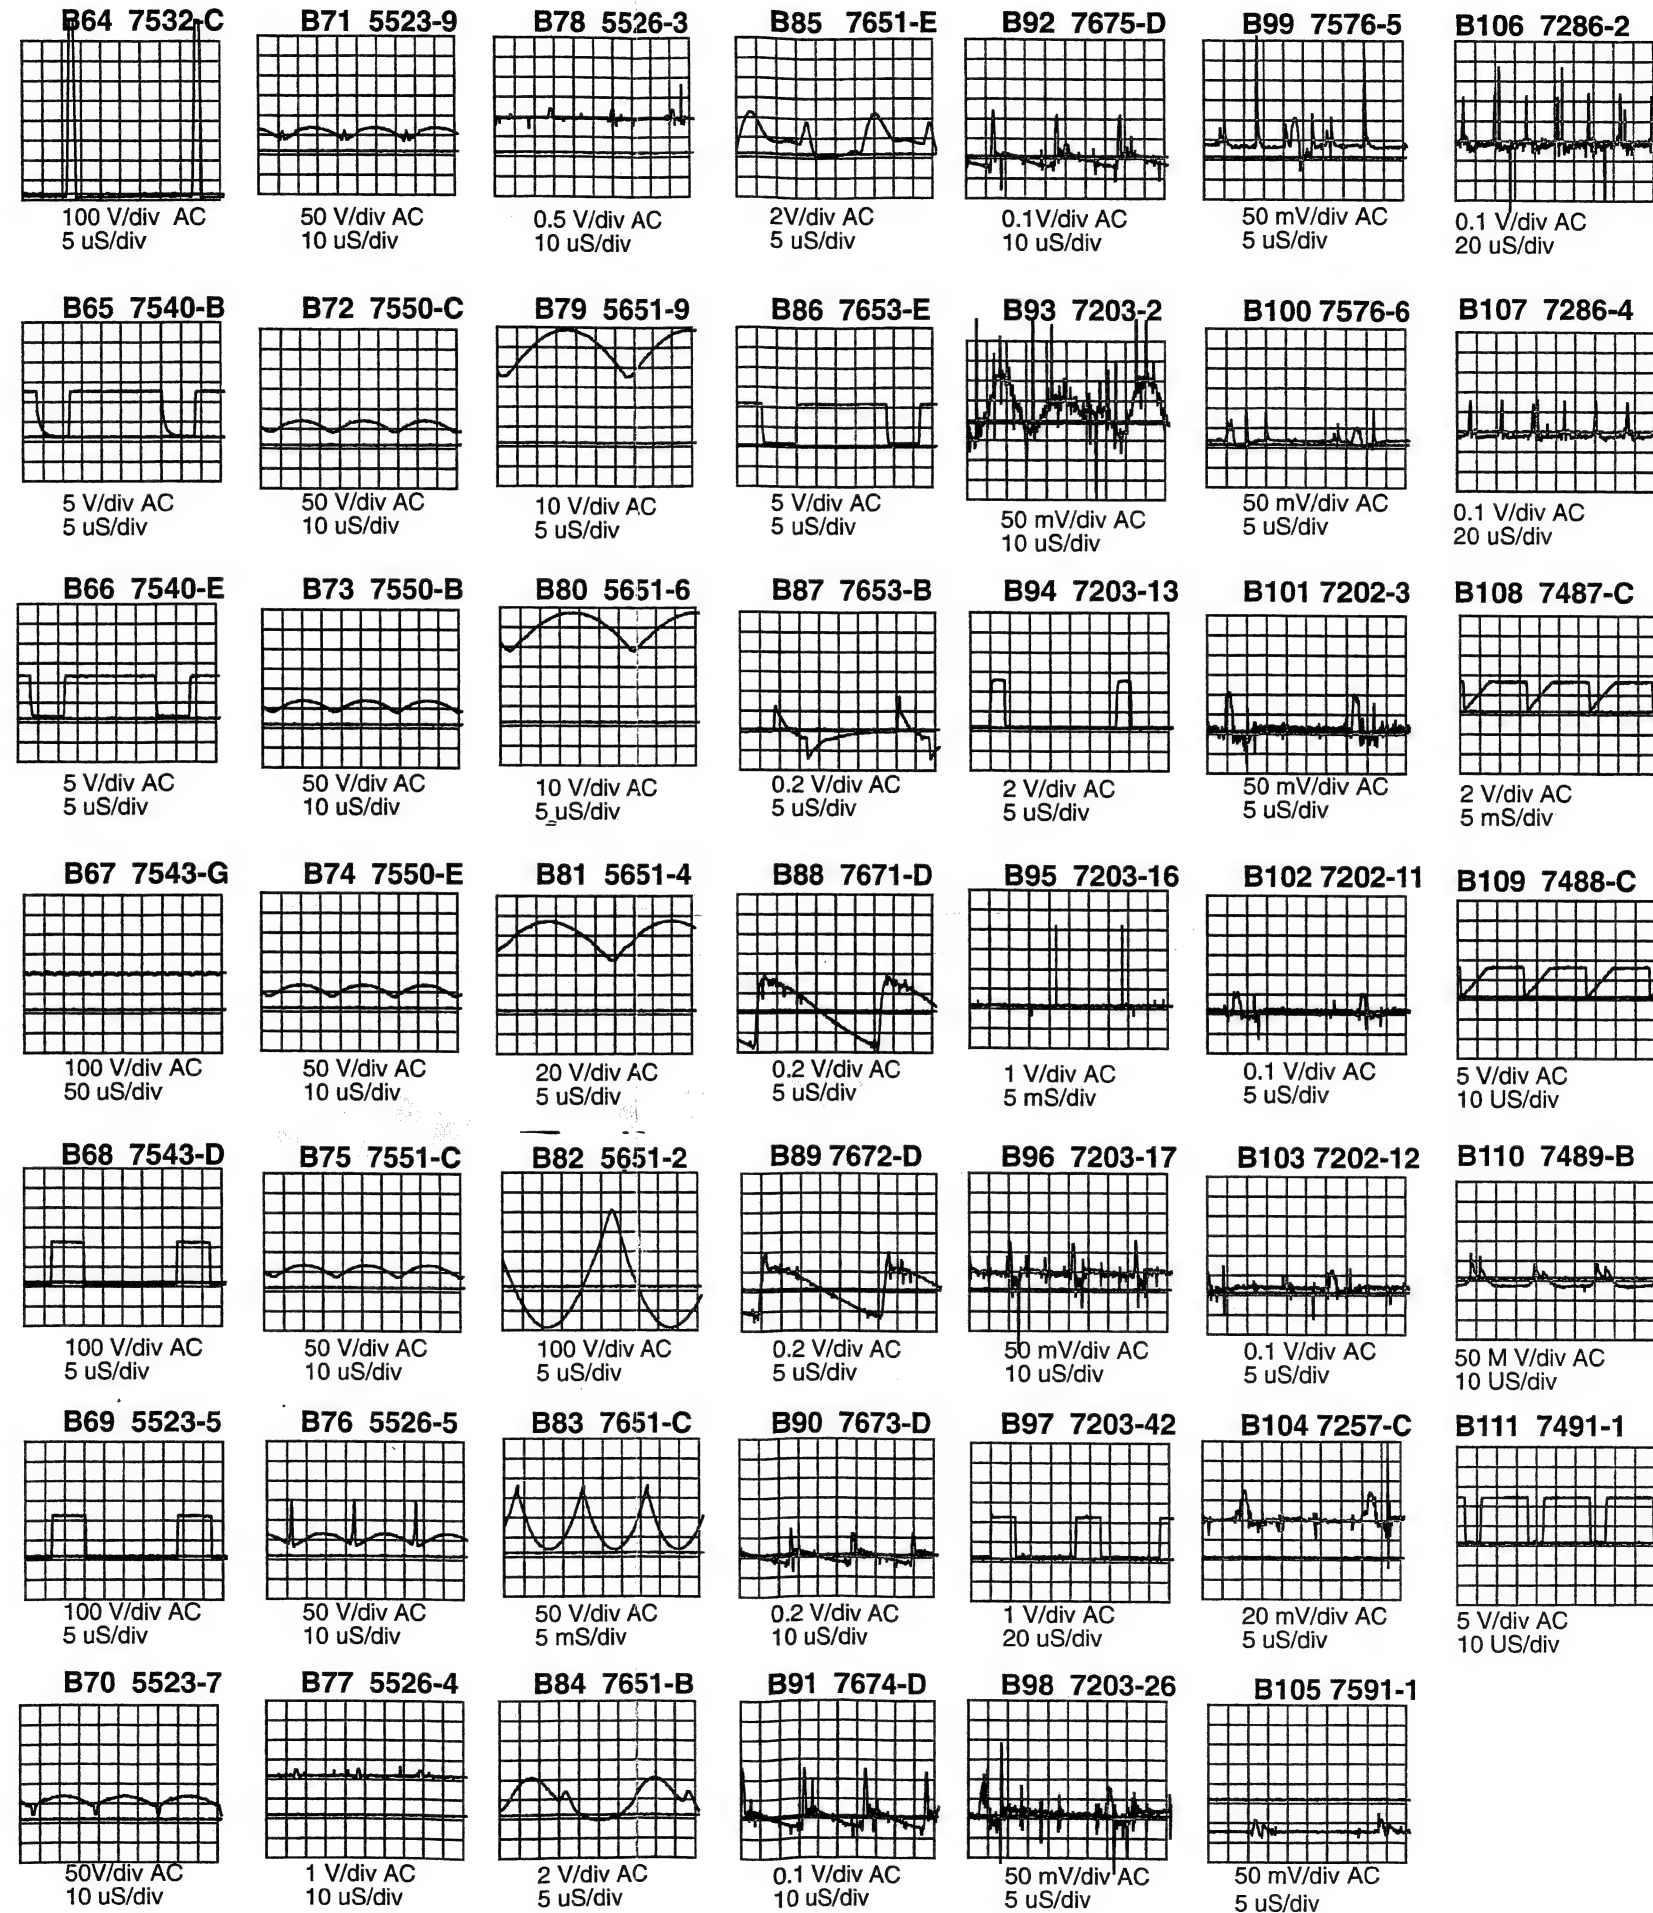 B64 7532-C
100 V/div AC
5 uS/div
B71 5523-9
50 V/div AC
10 uS/div
B78 5526-3
0.5 V/div AC
10 uS/div
B85 7651-E
2V/div AC
5 uS/div
B92 7675-D
0.1V/div AC
10 uS/div
B99 7576-5
50 mV/div AC
5 uS/div
B106 7286-2
0.1 V/div AC
20 uS/div
B65 7540-B
5 V/div AC
5 uS/div
B72 7550-C
50 V/div AC
10 uS/div
B79 5651-9
10 V/div AC
5 uS/div
B86 7653-E
5 V/div AC
5 uS/div
B93 7203-2
50 mV/div AC
10 uS/div
B100 7576-6
50 mV/div AC
5 uS/div
B107 7286-4
0.1 V/div AC
20 uS/div
B66 7540-E
5 V/div AC
5 uS/div
B73 7550-B
50 V/div AC
10 uS/div
B80 5651-6
10 V/div AC
5 uS/div
B87 7653-B
0.2 V/div AC
5 uS/div
B94 7203-13
2 V/div AC
5 uS/div
B101 7202-3
50 mV/div AC
5 uS/div
B108 7487-C
2 V/div AC
5 mS/div
B67 7543-G
100 V/div AC
50 uS/div
B74 7550-E
50 V/div AC
10 uS/div
B81 5651-4
20 V/div AC
5 uS/div
B88 7671-D
0.2 V/div AC
5 uS/div
B95 7203-16
1 V/div AC
5 mS/div
B102 7202-11
0.1 V/div AC
5 uS/div
B109 7488-C
5 V/div AC
10 US/div
B68 7543-D
100 V/div AC
5 uS/div
B75 7551-C
50 V/div AC
10 uS/div
B82 5651-2
100 V/div AC
5 uS/div
B89 7672-D
0.2 V/div AC
5 uS/div
B96 7203-17
50 mV/div AC
10 uS/div
B103 7202-12
0.1 V/div AC
5 uS/div
B110 7489-B
50 M V/div AC
10 US/div
B69 5523-5
100 V/div AC
5 uS/div
B76 5526-5
50 V/div AC
10 uS/div
B83 7651-C
50 V/div AC
5 mS/div
B90 7673-D
0.2 V/div AC
10 uS/div
B97 7203-42
1 V/div AC
20 uS/div
B104 7257-C
20 mV/div AC
5 uS/div
B111 7491-1
5 V/div AC
10 US/div
B70 5523-7
50V/div AC
10 uS/div
B77 5526-4
1 V/div AC
10 uS/div
B84 7651-B
2 V/div AC
5 uS/div
B91 7674-D
0.1 V/div AC
10 uS/div
B98 7203-26
50 mV/div AC
5 uS/div
B105 7591-1
50 mV/div AC
5 uS/div